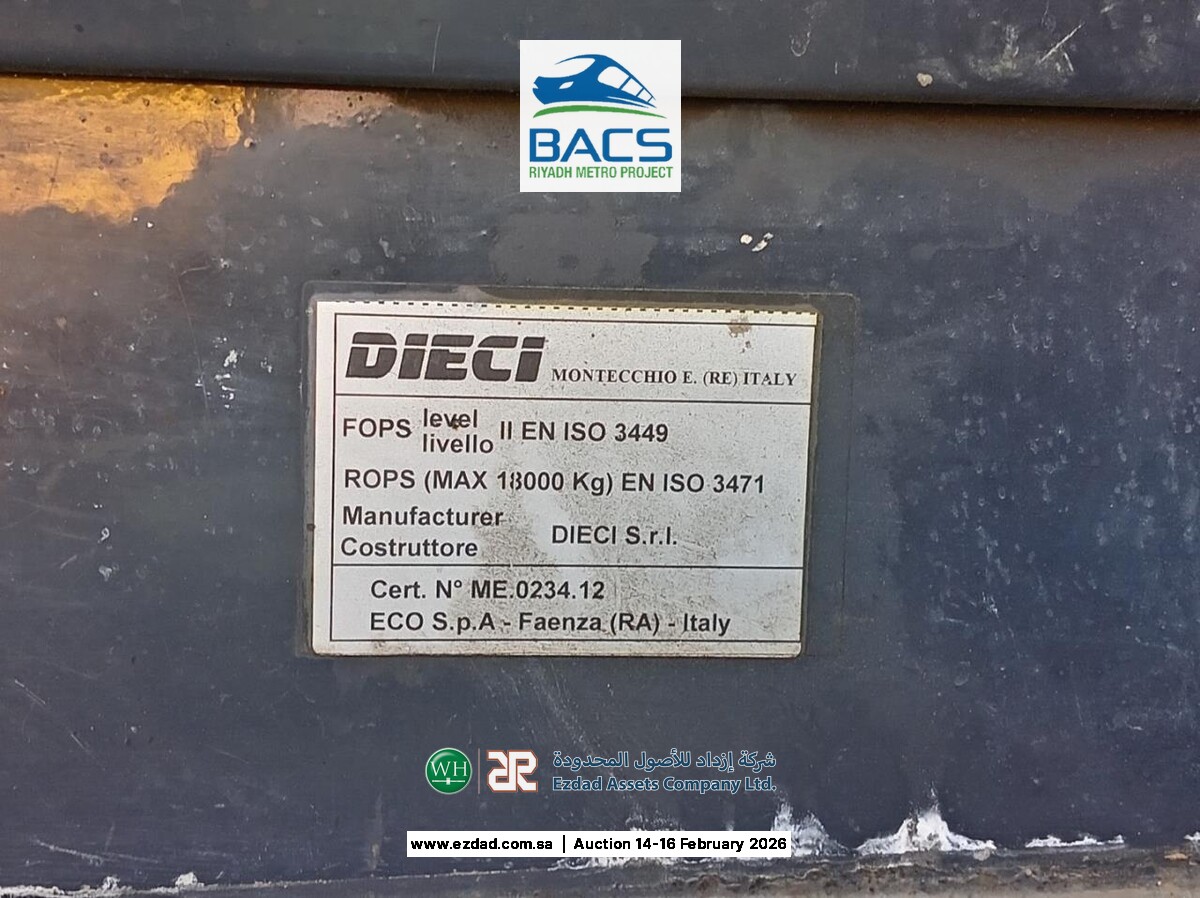 BACS
RIYADH METRO PROJECT
DIECI MONTECCHIO E. (RE) ITALY
FOPS level livello II EN ISO 3449
ROPS (MAX 18000 Kg) EN ISO 3471
Manufacturer
Costruttore DIECI S.r.l.
Cert. N° ME.0234.12
ECO S.p.A - Faenza (RA) - Italy
WH
شركة إزداد للأصول المحدودة
Ezdad Assets Company Ltd.
www.ezdad.com.sa | Auction 14-16 February 2026